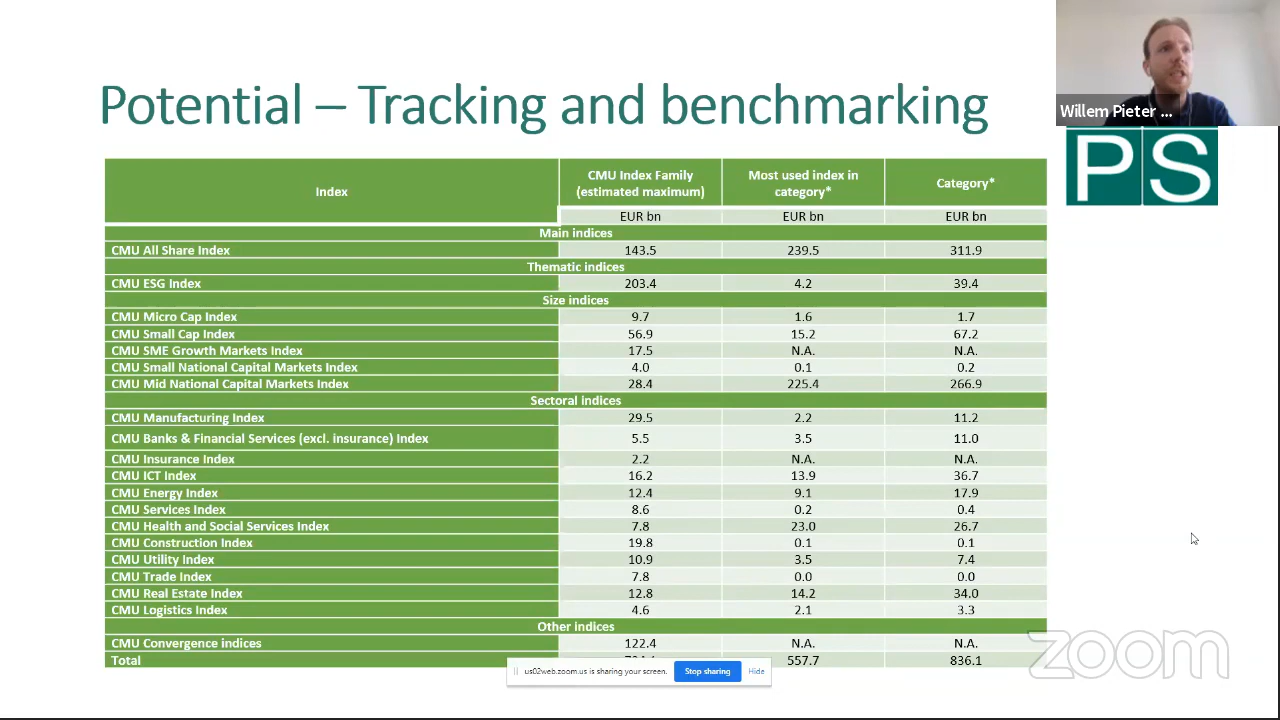 Potential – Tracking and benchmarking
Willem Pieter ...
PS
Index CMU Index Family (estimated maximum) Most used index in category* Category*
EUR bn EUR bn EUR bn
Main indices
CMU All Share Index 143.5 239.5 311.9
Thematic indices
CMU ESG Index 203.4 4.2 39.4
Size indices
CMU Micro Cap Index 9.7 1.6 1.7
CMU Small Cap Index 56.9 15.2 67.2
CMU SME Growth Markets Index 17.5 N.A. N.A.
CMU Small National Capital Markets Index 4.0 0.1 0.2
CMU Mid National Capital Markets Index 28.4 225.4 266.9
Sectoral indices
CMU Manufacturing Index 29.5 2.2 11.2
CMU Banks & Financial Services (excl. insurance) Index 5.5 3.5 11.0
CMU Insurance Index 2.2 N.A. N.A.
CMU ICT Index 16.2 13.9 36.7
CMU Energy Index 12.4 9.1 17.9
CMU Services Index 8.6 0.2 0.4
CMU Health and Social Services Index 7.8 23.0 26.7
CMU Construction Index 19.8 0.1 0.1
CMU Utility Index 10.9 3.5 7.4
CMU Trade Index 7.8 0.0 0.0
CMU Real Estate Index 12.8 14.2 34.0
CMU Logistics Index 4.6 2.1 3.3
Other indices
CMU Convergence indices 122.4 N.A. N.A.
Total 557.7 836.1
us02web.zoom.us is sharing your screen. Stop sharing Hide
zoom